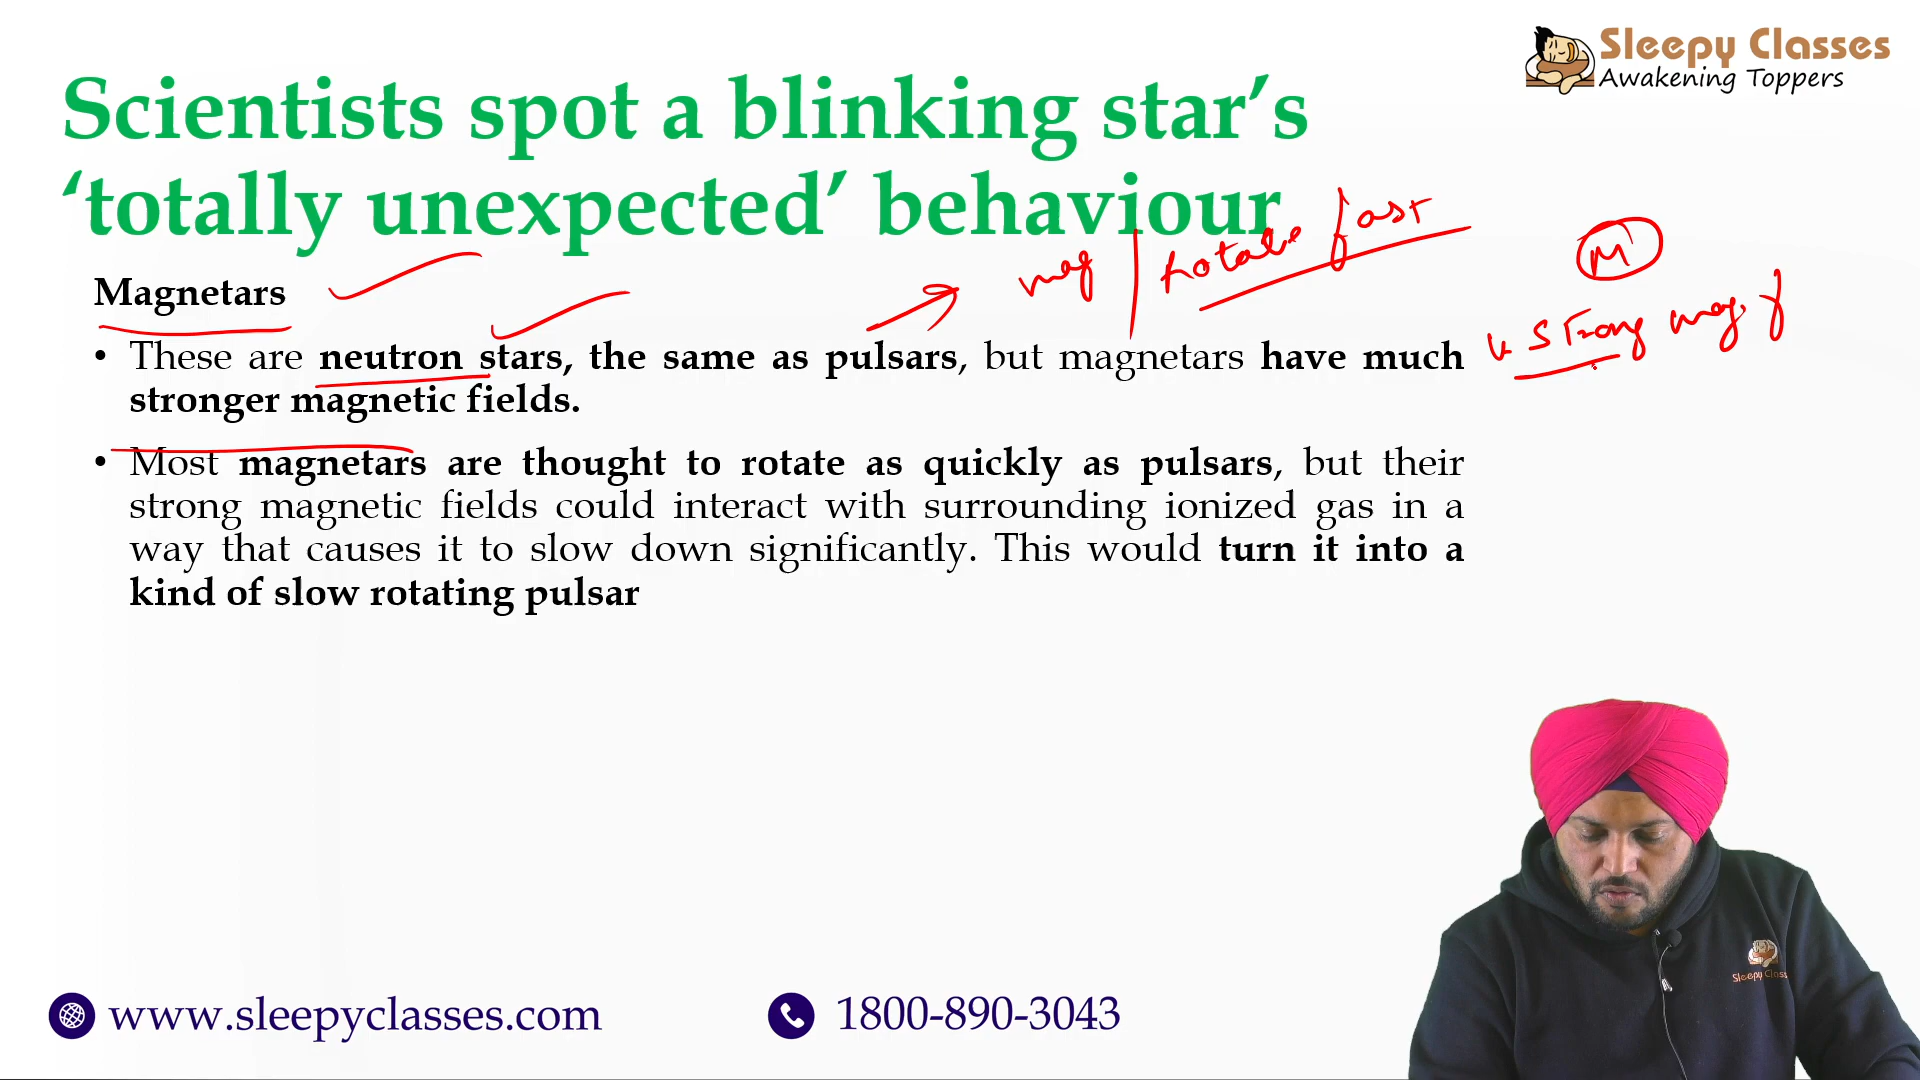 Sleepy Classes
Awakening Toppers
Scientists spot a blinking star’s
‘totally unexpected’ behaviour
mag | rotate fast
M
v. Strong mag. f
Magnetars
• These are neutron stars, the same as pulsars, but magnetars have much
stronger magnetic fields.
• Most magnetars are thought to rotate as quickly as pulsars, but their
strong magnetic fields could interact with surrounding ionized gas in a
way that causes it to slow down significantly. This would turn it into a
kind of slow rotating pulsar
Sleepy Class
www.sleepyclasses.com
1800-890-3043